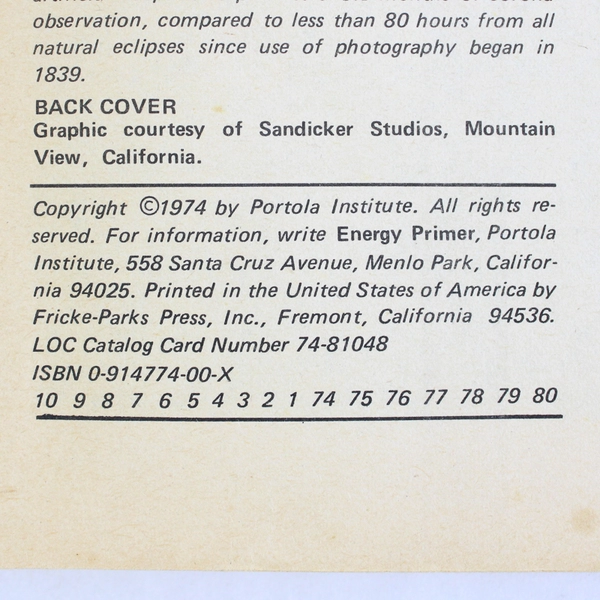 observation, compared to less than 80 hours from all
natural eclipses since use of photography began in
1839.
BACK COVER
Graphic courtesy of Sandicker Studios, Mountain
View, California.
Copyright ©1974 by Portola Institute. All rights re-
served. For information, write Energy Primer, Portola
Institute, 558 Santa Cruz Avenue, Menlo Park, Califor-
nia 94025. Printed in the United States of America by
Fricke-Parks Press, Inc., Fremont, California 94536.
LOC Catalog Card Number 74-81048
ISBN 0-914774-00-X
10 9 8 7 6 5 4 3 2 1 74 75 76 77 78 79 80